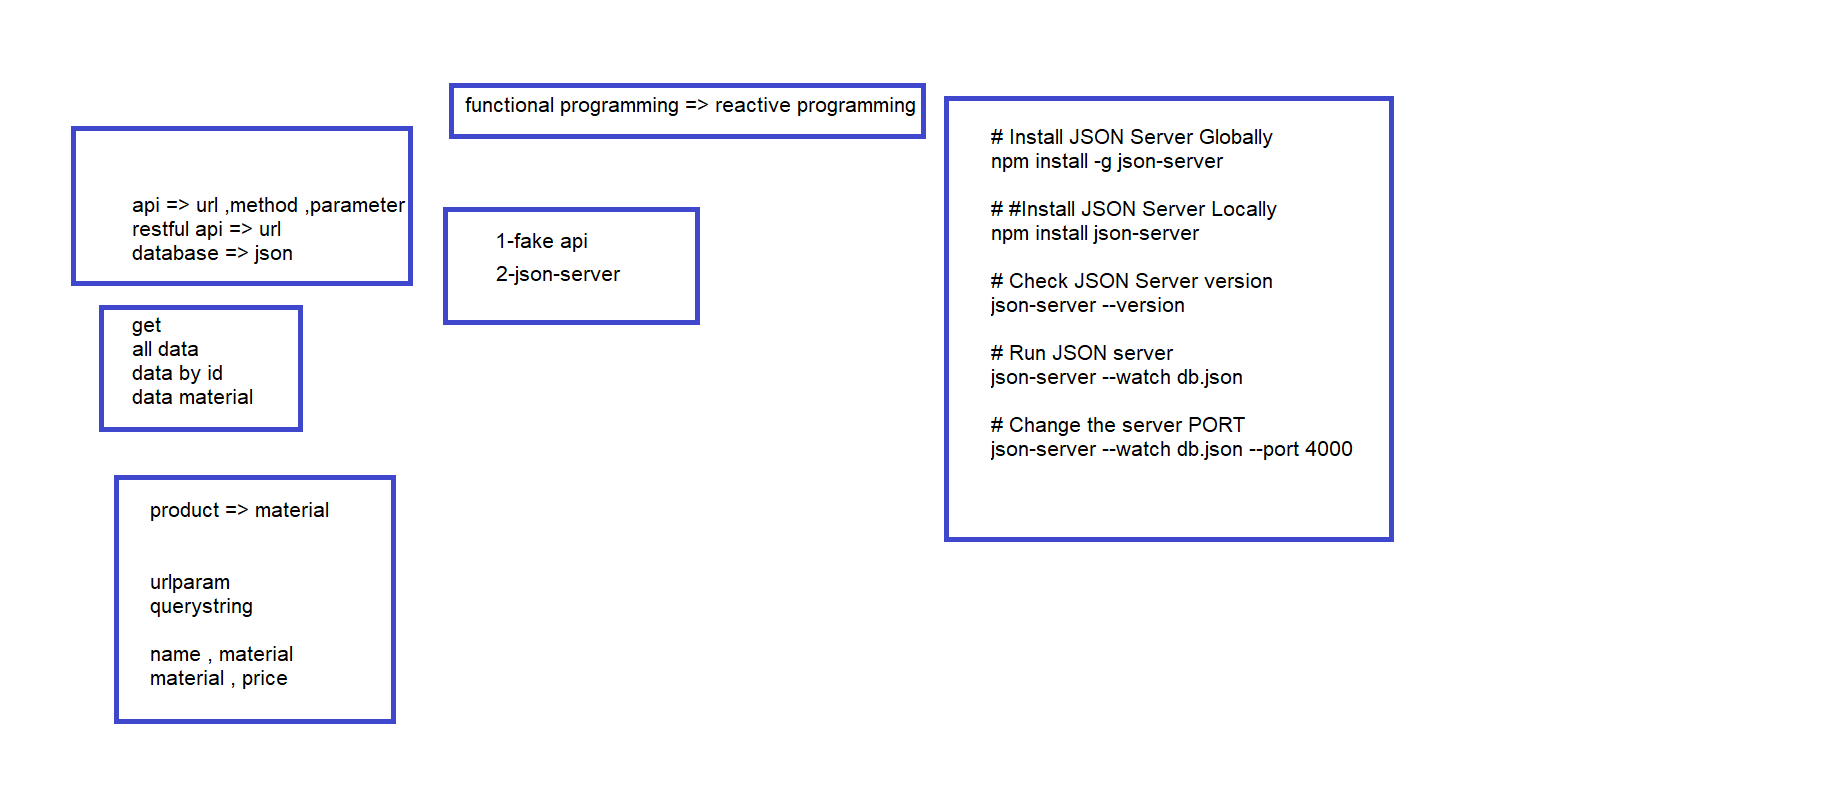 functional programming => reactive programming
api => url ,method ,parameter
restful api => url
database => json
get
all data
data by id
data material
product => material
urlparam
querystring
name , material
material , price
1-fake api
2-json-server
# Install JSON Server Globally
npm install -g json-server
# #Install JSON Server Locally
npm install json-server
# Check JSON Server version
json-server --version
# Run JSON server
json-server --watch db.json
# Change the server PORT
json-server --watch db.json --port 4000